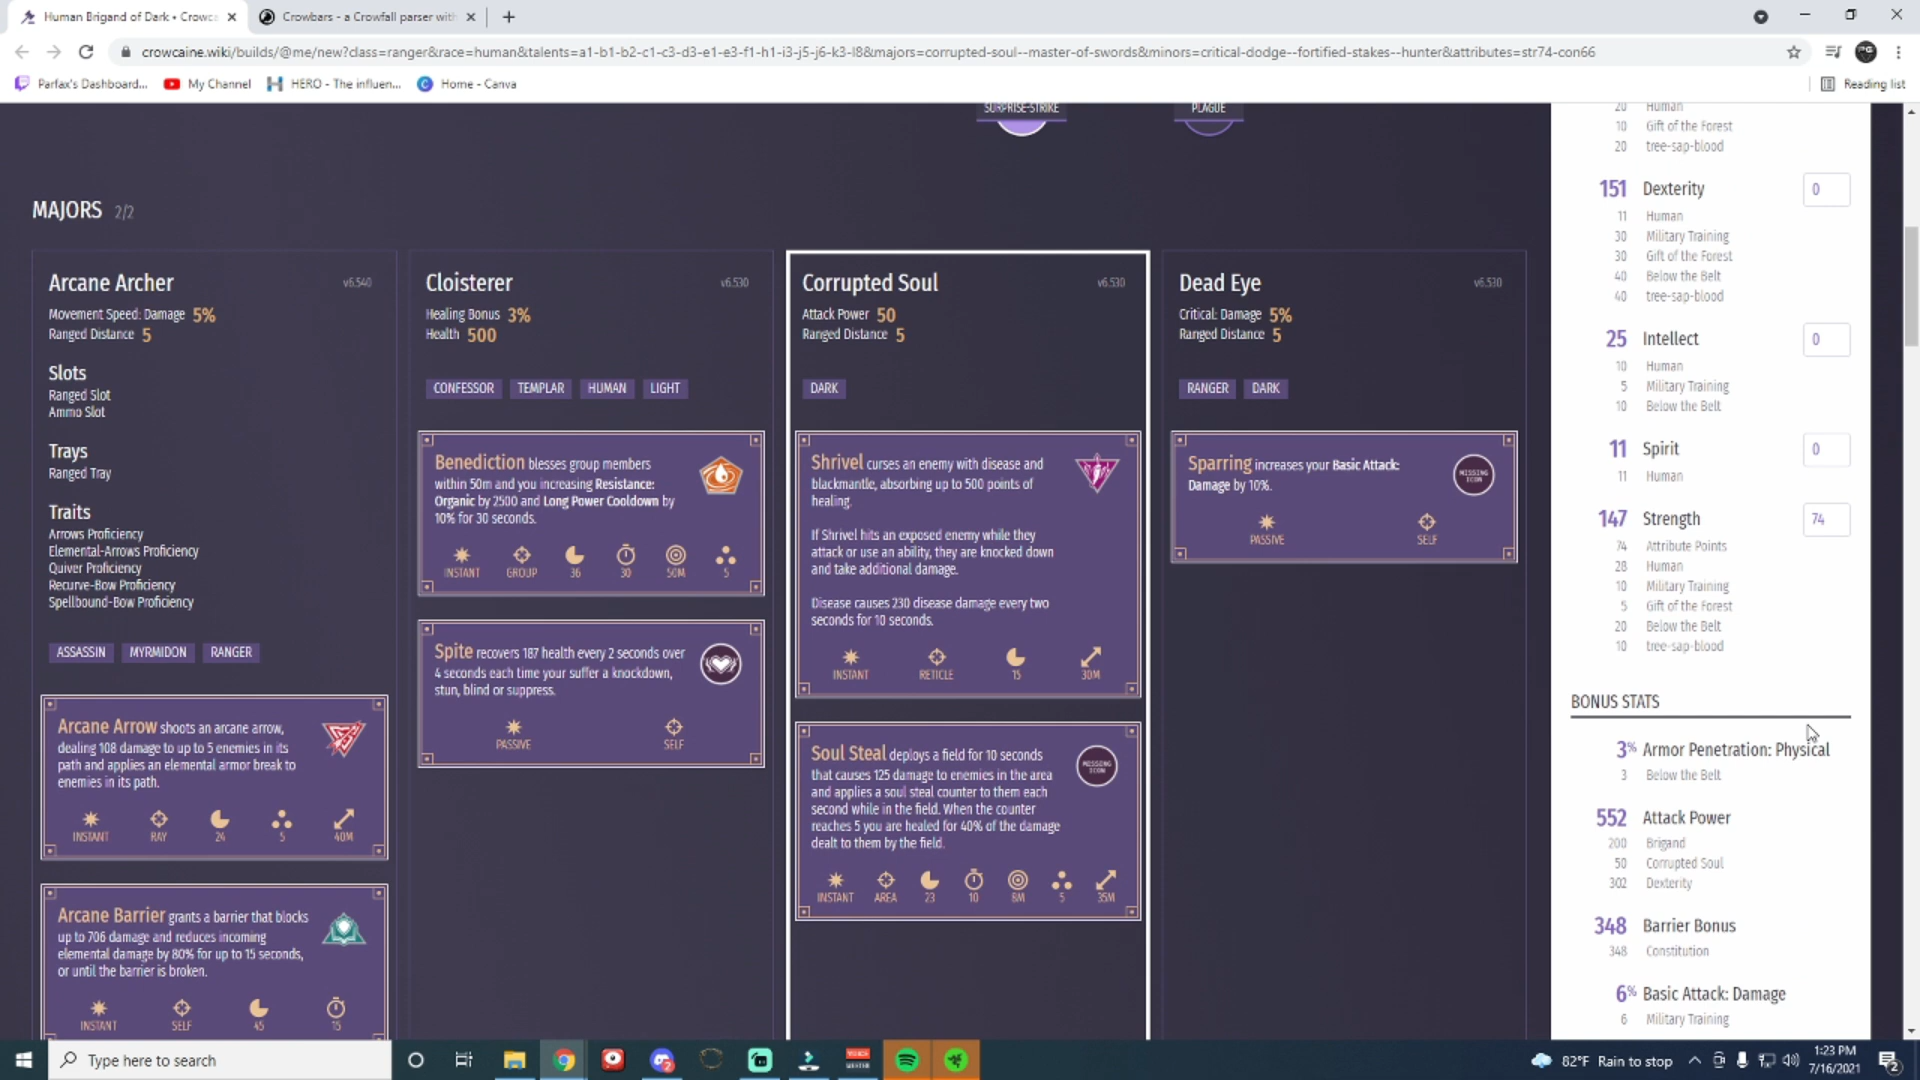 Human Brigand of Dark • Crowca
Crowbars - a Crowfall parser with
crowcaine.wiki/builds/@me/new?class=ranger&race=human&talents=a1-b1-b2-c1-c3-d3-e1-e3-f1-h1-i3-j5-j6-k3-l8&majors=corrupted-soul--master-of-swords&minors=critical-dodge--fortified-stakes--hunter&attributes=str74-con66
Parfax's Dashboard...
My Channel
HERO - The influen...
Home - Canva
Reading list
SURPRISE-STRIKE
PLAGUE
MAJORS 2/2
Arcane Archer v6.540
Movement Speed: Damage 5%
Ranged Distance 5
Slots
Ranged Slot
Ammo Slot
Trays
Ranged Tray
Traits
Arrows Proficiency
Elemental-Arrows Proficiency
Quiver Proficiency
Recurve-Bow Proficiency
Spellbound-Bow Proficiency
ASSASSIN MYRMIDON RANGER
Arcane Arrow shoots an arcane arrow,
dealing 108 damage to up to 5 enemies in its
path and applies an elemental armor break to
enemies in its path.
INSTANT RAY 24 5 40M
Arcane Barrier grants a barrier that blocks
up to 706 damage and reduces incoming
elemental damage by 80% for up to 15 seconds,
or until the barrier is broken.
INSTANT SELF 45 15
Cloisterer v6.530
Healing Bonus 3%
Health 500
CONFESSOR TEMPLAR HUMAN LIGHT
Benediction blesses group members
within 50m and you increasing Resistance:
Organic by 2500 and Long Power Cooldown by
10% for 30 seconds.
INSTANT GROUP 36 30 50M 5
Spite recovers 187 health every 2 seconds over
4 seconds each time your suffer a knockdown,
stun, blind or suppress.
PASSIVE SELF
Corrupted Soul v6.530
Attack Power 50
Ranged Distance 5
DARK
Shrivel curses an enemy with disease and
blackmantle, absorbing up to 500 points of
healing.
If Shrivel hits an exposed enemy while they
attack or use an ability, they are knocked down
and take additional damage.
Disease causes 230 disease damage every two
seconds for 10 seconds.
INSTANT RETICLE 15 30M
Soul Steal deploys a field for 10 seconds
that causes 125 damage to enemies in the area
and applies a soul steal counter to them each
second while in the field. When the counter
reaches 5 you are healed for 40% of the damage
dealt to them by the field.
MISSING
ICON
INSTANT AREA 23 10 8M 5 35M
Dead Eye v6.530
Critical: Damage 5%
Ranged Distance 5
RANGER DARK
Sparring increases your Basic Attack:
Damage by 10%.
MISSING
ICON
PASSIVE SELF
20 Human
10 Gift of the Forest
20 tree-sap-blood
151 Dexterity 0
11 Human
30 Military Training
30 Gift of the Forest
40 Below the Belt
40 tree-sap-blood
25 Intellect 0
10 Human
5 Military Training
10 Below the Belt
11 Spirit 0
11 Human
147 Strength 74
74 Attribute Points
28 Human
10 Military Training
5 Gift of the Forest
20 Below the Belt
10 tree-sap-blood
BONUS STATS
3% Armor Penetration: Physical
3 Below the Belt
552 Attack Power
200 Brigand
50 Corrupted Soul
302 Dexterity
348 Barrier Bonus
348 Constitution
6% Basic Attack: Damage
6 Military Training
Type here to search
82°F Rain to stop
1:23 PM
7/16/2021
2